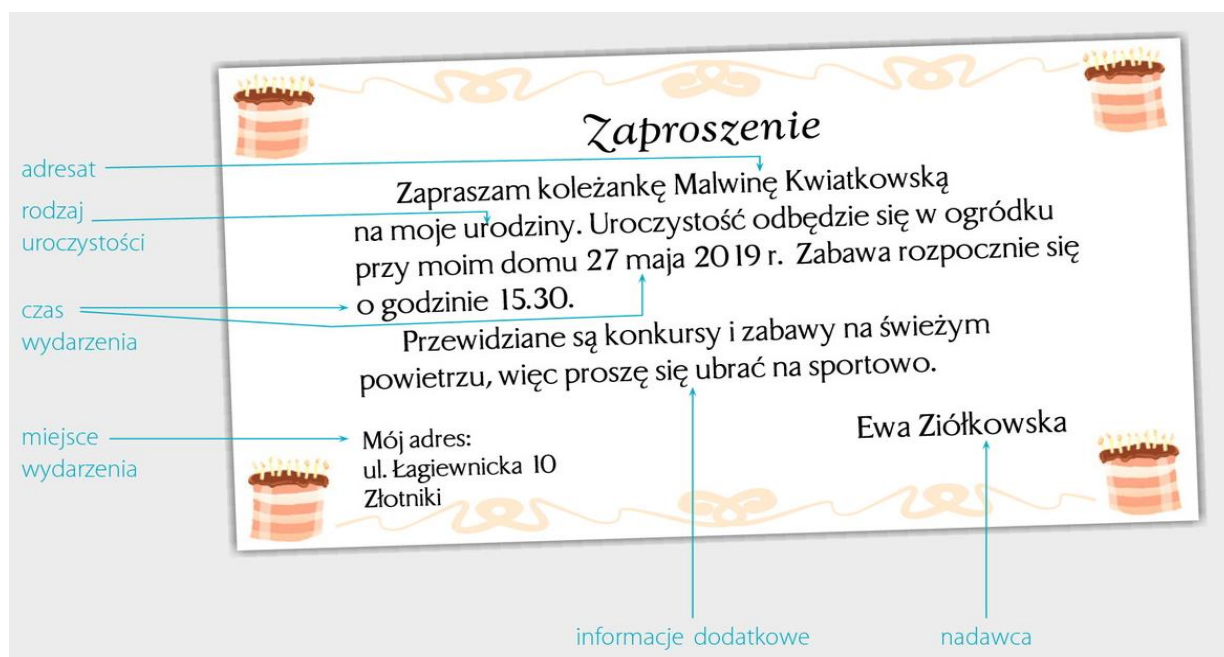 Zaproszenie
adresat
Zapraszam koleżankę Malwinę Kwiatkowską
rodzaj
uroczystości
na moje urodziny. Uroczystość odbędzie się w ogródku
przy moim domu 27 maja 2019 r. Zabawa rozpocznie się
czas
wydarzenia
o godzinie 15.30.
Przewidziane są konkursy i zabawy na świeżym
powietrzu, więc proszę się ubrać na sportowo.
Ewa Ziółkowska
miejsce
wydarzenia
Mój adres:
ul. Łagiewnicka 10
Złotniki
informacje dodatkowe
nadawca